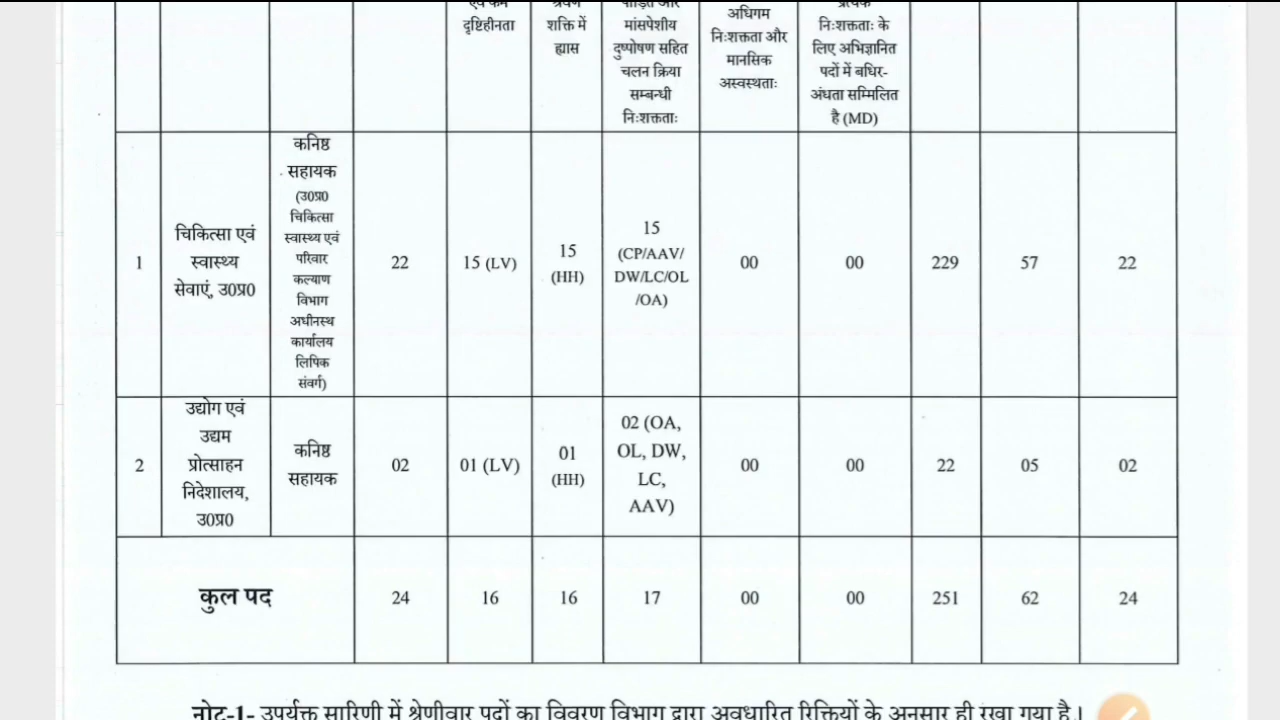 एवं कम
दृष्टिहीनता
श्रवण
शक्ति में
ह्यास
पीड़ित और
मांसपेशीय
दुष्पोषण सहित
चलन क्रिया
सम्बन्धी
निःशक्तताः
अधिगम
निःशक्तता और
मानसिक
अस्वस्थताः
प्रत्येक
निःशक्तताः के
लिए अभिज्ञानित
पदों में बधिर-
अंधता सम्मिलित
है (MD)
1
चिकित्सा एवं
स्वास्थ्य
सेवाएं, उ0प्र0
कनिष्ठ
सहायक
(उ0प्र0
चिकित्सा
स्वास्थ्य एवं
परिवार
कल्याण
विभाग
अधीनस्थ
कार्यालय
लिपिक
संवर्ग)
22
15 (LV)
15
(HH)
15
(CP/AAV/
DW/LC/OL
/OA)
00
00
229
57
22
2
उद्योग एवं
उद्यम
प्रोत्साहन
निदेशालय,
उ0प्र0
कनिष्ठ
सहायक
02
01 (LV)
01
(HH)
02 (OA,
OL, DW,
LC,
AAV)
00
00
22
05
02
कुल पद
24
16
16
17
00
00
251
62
24
नोट-1- उपर्युक्त सारिणी में श्रेणीवार पदों का विवरण विभाग द्वारा अवधारित रिक्तियों के अनुसार ही रखा गया है।